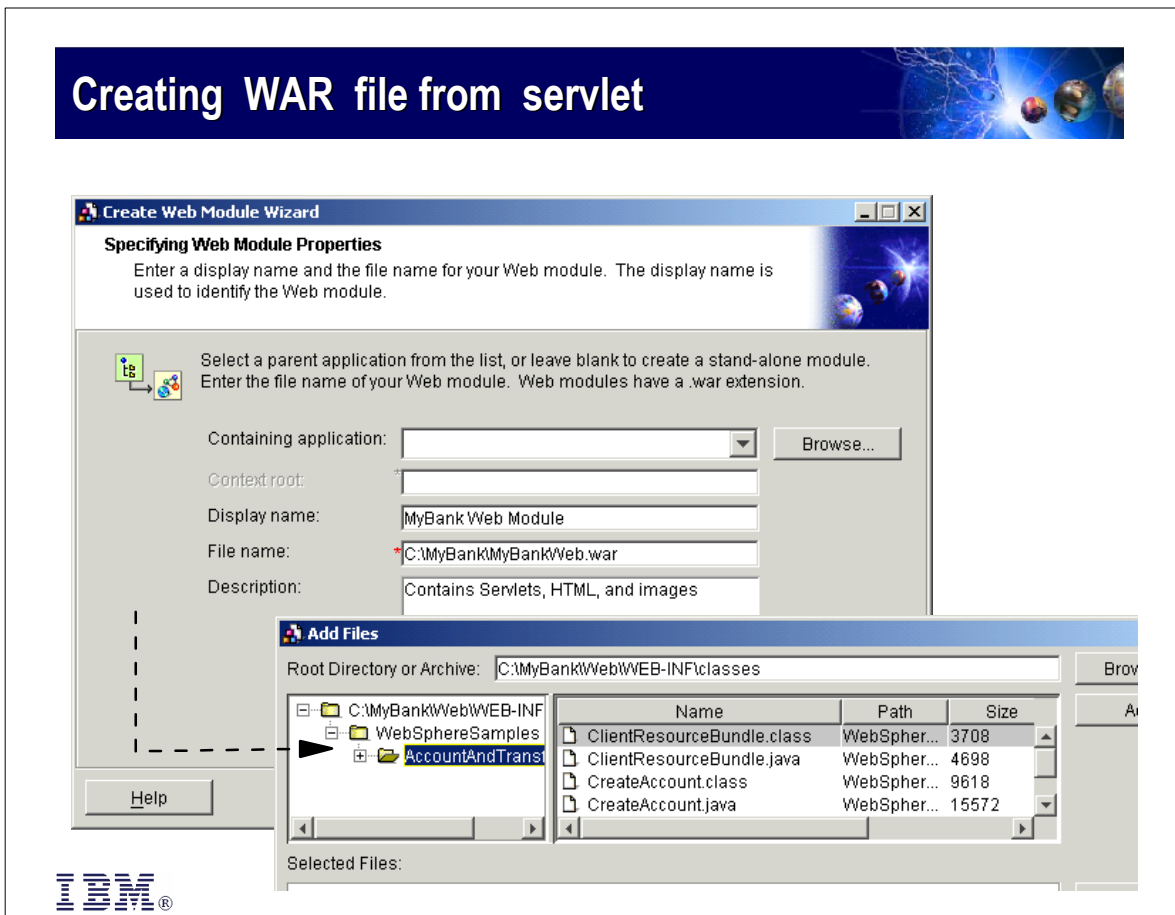 Creating WAR file from servlet
Create Web Module Wizard
Specifying Web Module Properties
Enter a display name and the file name for your Web module. The display name is
used to identify the Web module.
Select a parent application from the list, or leave blank to create a stand-alone module.
Enter the file name of your Web module. Web modules have a .war extension.
Containing application:
Browse...
Context root: *
Display name: MyBank Web Module
File name: *C:\MyBank\MyBankWeb.war
Description: Contains Servlets, HTML, and images
Help
Add Files
Root Directory or Archive: C:\MyBank\Web\WEB-INF\classes
Brow
C:\MyBank\Web\WEB-INF
WebSphereSamples
AccountAndTransf
Name Path Size
ClientResourceBundle.class WebSpher... 3708
ClientResourceBundle.java WebSpher... 4698
CreateAccount.class WebSpher... 9618
CreateAccount.java WebSpher... 15572
Selected Files:
IBM®